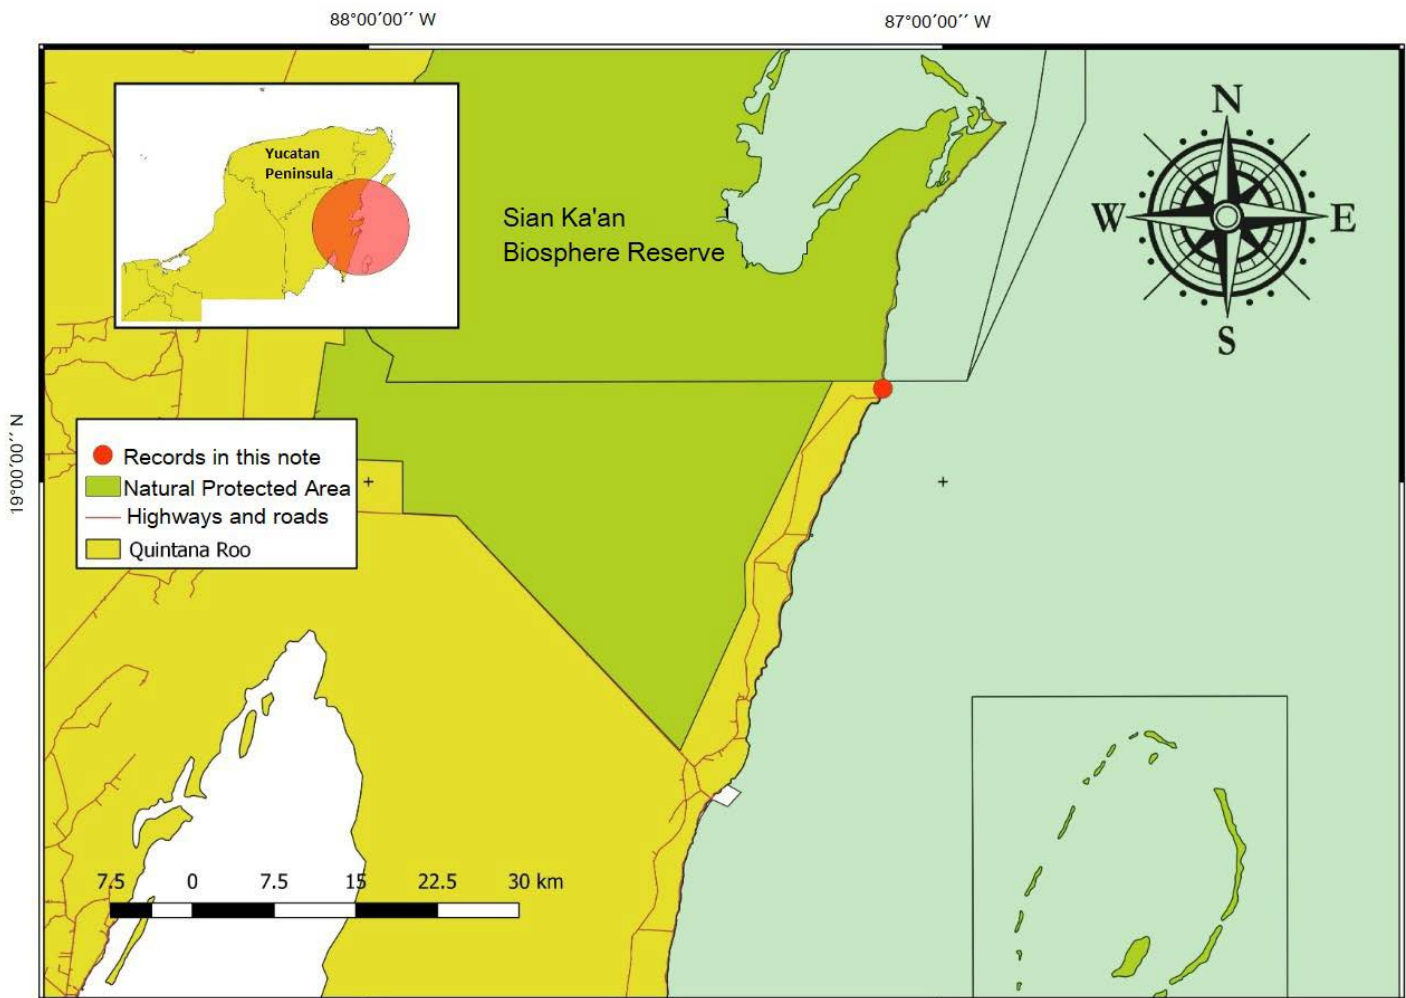 88°00′00′′ W
87°00′00′′ W
N
Yucatan
Peninsula
W
E
Sian Ka'an
Biosphere Reserve
S
19°00′00′′ N
Records in this note
Natural Protected Area
Highways and roads
Quintana Roo
7.5 0 7.5 15 22.5 30 km